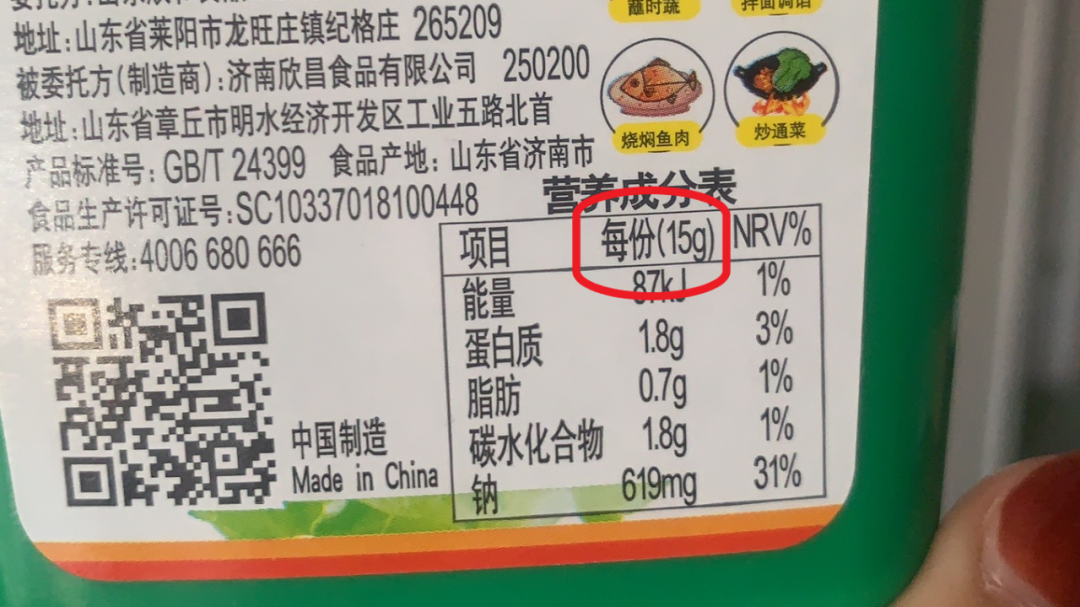 地址:山东省莱阳市龙旺庄镇纪格庄 265209
被委托方(制造商):济南欣昌食品有限公司 250200
地址:山东省章丘市明水经济开发区工业五路北首
产品标准号:GB/T 24399 食品产地:山东省济南市
食品生产许可证号:SC10337018100448
服务专线:4006 680 666
蘸时蔬
拌面调馅
烧焖鱼肉
炒通菜
营养成分表
项目 每份(15g) NRV%
能量 87kJ 1%
蛋白质 1.8g 3%
脂肪 0.7g 1%
碳水化合物 1.8g 1%
钠 619mg 31%
中国制造
Made in China